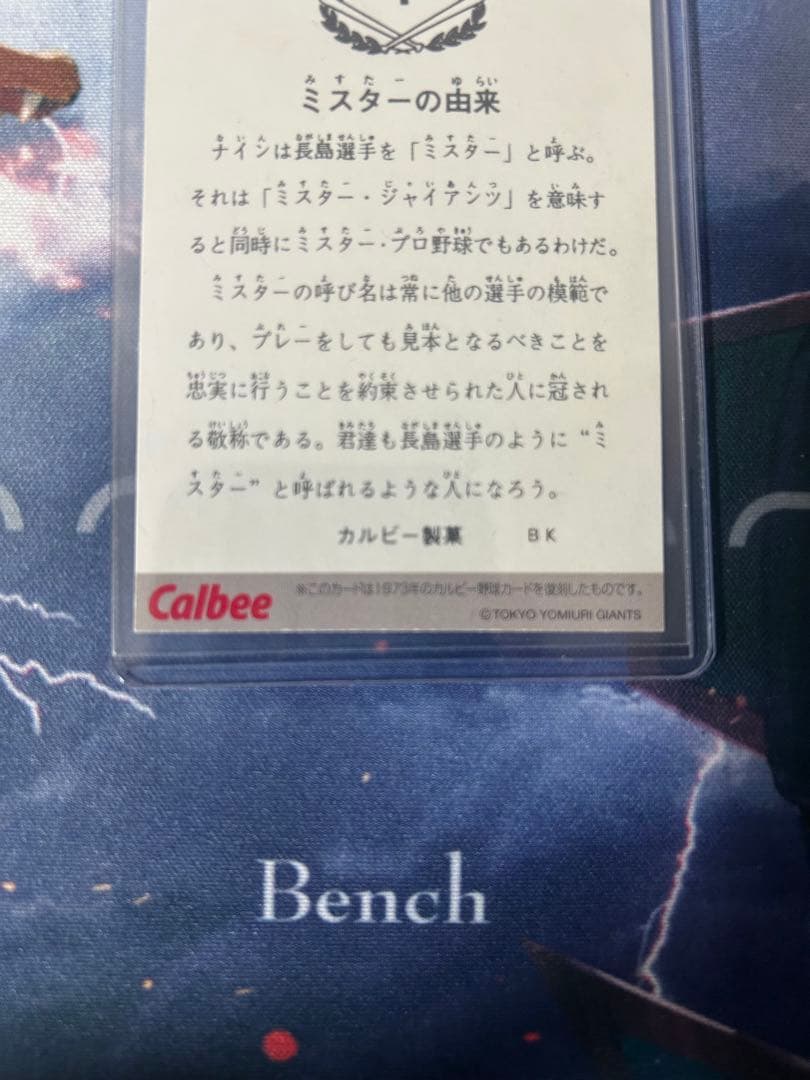 ミスターの由来
ナインは長島選手を「ミスター」と呼ぶ。
それは「ミスター・ジャイアンツ」を意味す
ると同時にミスター・プロ野球でもあるわけだ。
ミスターの呼び名は常に他の選手の模範で
あり、プレーをしても見本となるべきことを
忠実に行うことを約束させられた人に冠され
る敬称である。君達も長島選手のように“ミ
スター”と呼ばれるような人になろう。
カルビー製菓 BK
Calbee ※このカードは1973年のカルビー野球カードを復刻したものです。
©TOKYO YOMIURI GIANTS
Bench